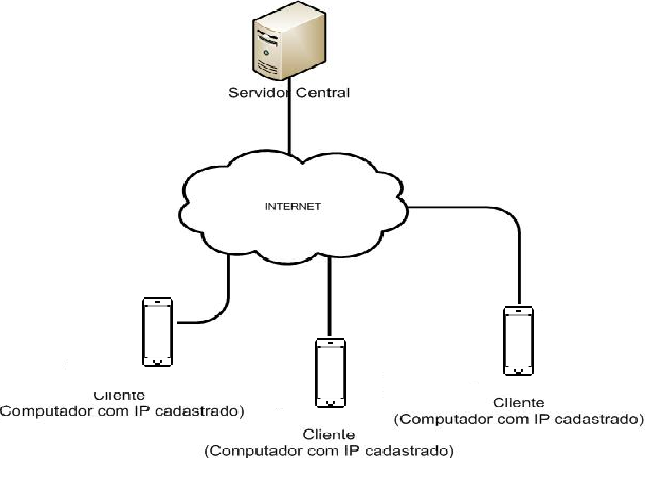 Servidor Central
INTERNET
Cliente
Computador com IP cadastrado)
Cliente
(Computador com IP cadastrado)
Cliente
(Computador com IP cadastrado)